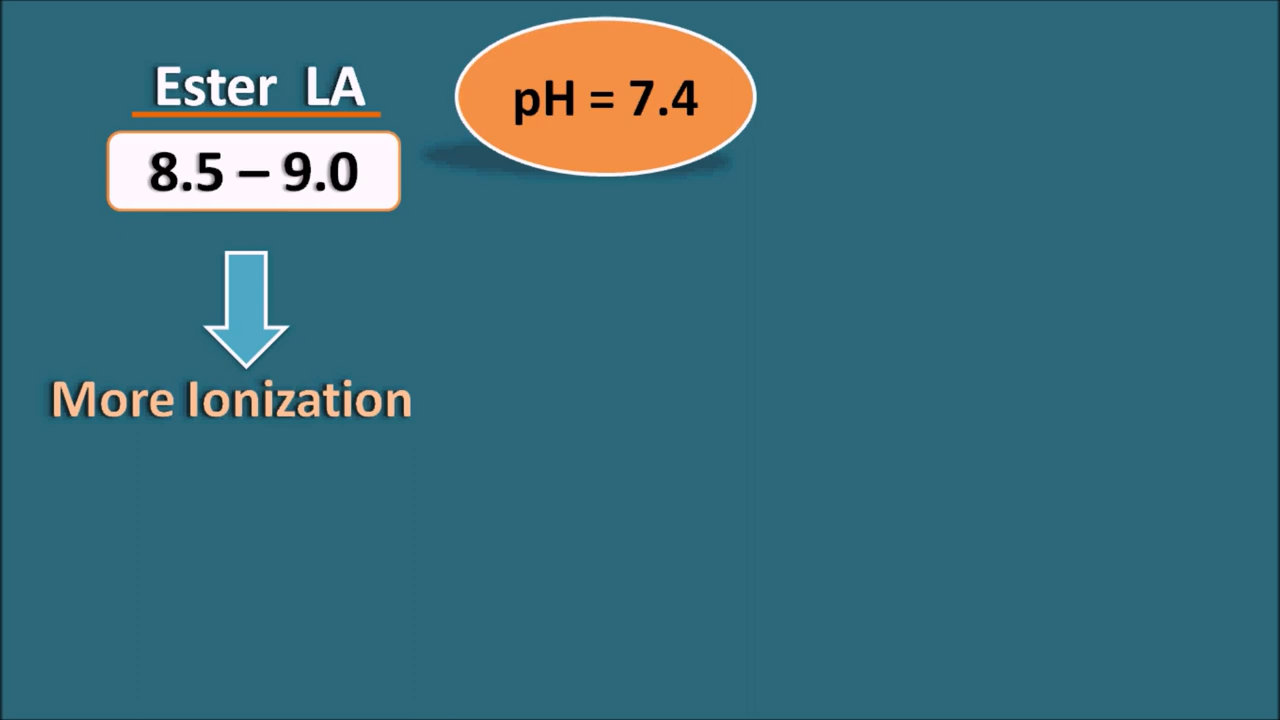 Ester LA
pH = 7.4
8.5 – 9.0
More Ionization